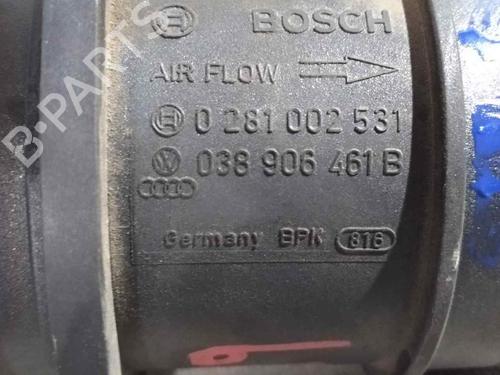 BOSCH
AIR FLOW
0 281 002 531
038 906 461 B
Germany BPK 816
B-PARTS